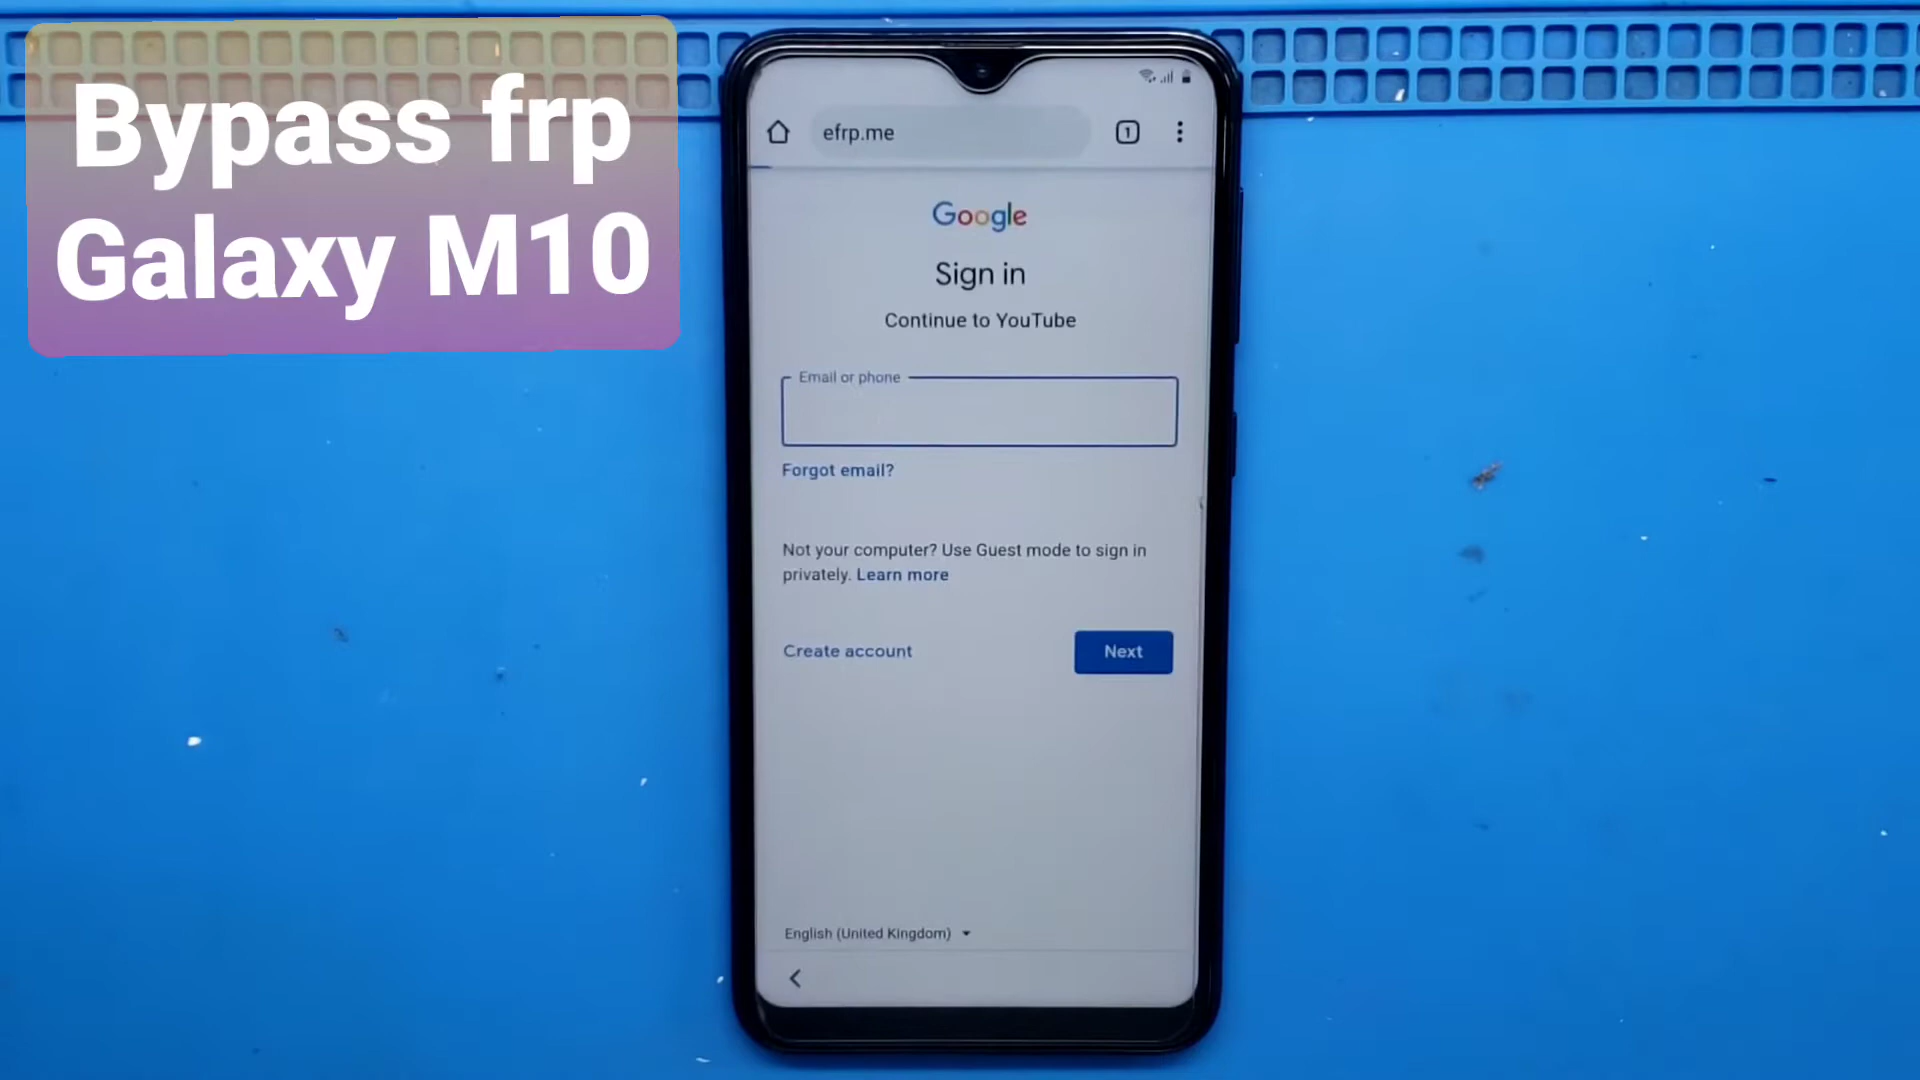 Bypass frp
Galaxy M10
1
efrp.me
Google
Sign in
Continue to YouTube
Email or phone
Forgot email?
Not your computer? Use Guest mode to sign in
privately. Learn more
Create account
Next
English (United Kingdom)